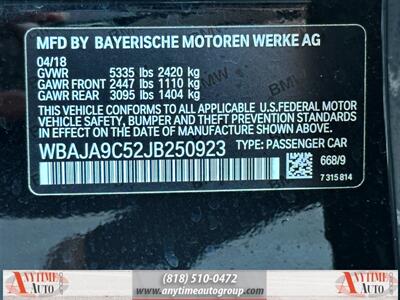 MFD BY BAYERISCHE MOTOREN WERKE AG
04/18
GVWR 5335 lbs 2420 kg
GAWR FRONT 2447 lbs 1110 kg
GAWR REAR 3095 lbs 1404 kg
THIS VEHICLE CONFORMS TO ALL APPLICABLE U.S.FEDERAL MOTOR
VEHICLE SAFETY, BUMPER AND THEFT PREVENTION STANDARDS
IN EFFECT ON THE DATE OF MANUFACTURE SHOWN ABOVE.
WBAJA9C52JB250923 TYPE: PASSENGER CAR
668/9
7 315 814
ANYTIME AUTO
(818) 510-0472
www.anytimeautogroup.com
ANYTIME AUTO